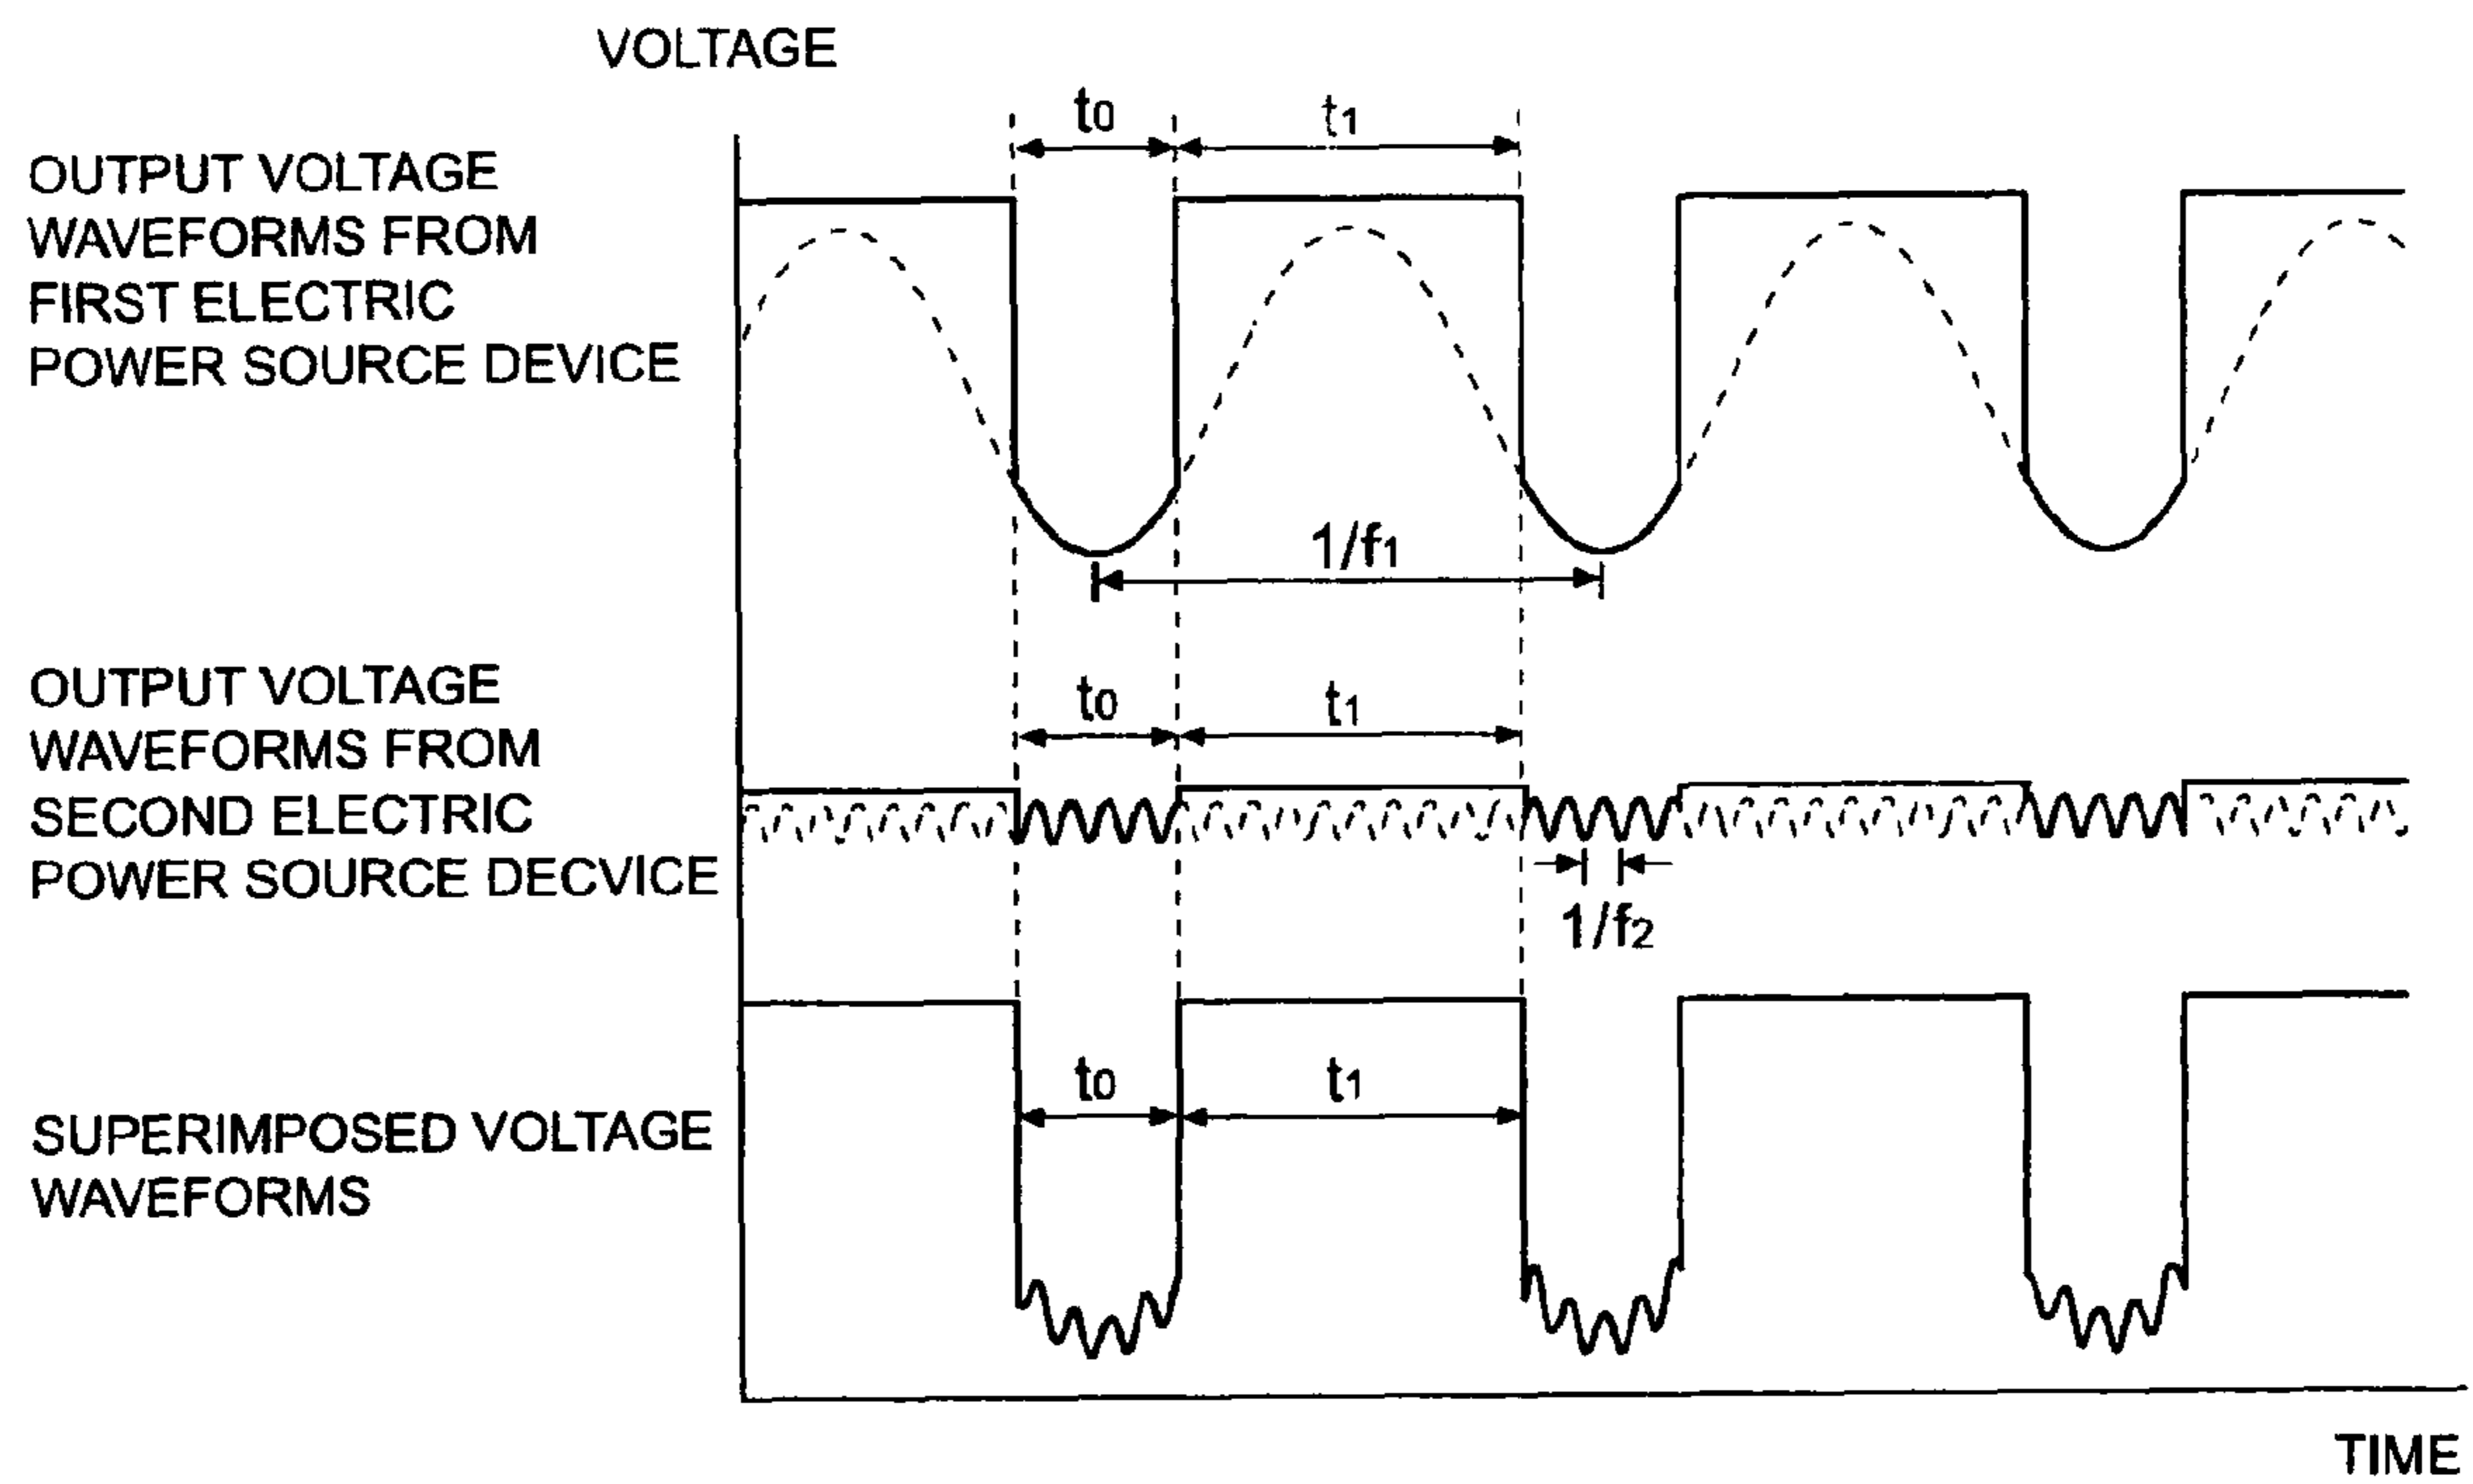 VOLTAGE
t0
t1
OUTPUT VOLTAGE
WAVEFORMS FROM
FIRST ELECTRIC
POWER SOURCE DEVICE
1/f1
OUTPUT VOLTAGE
WAVEFORMS FROM
SECOND ELECTRIC
POWER SOURCE DECVICE
t0
t1
1/f2
SUPERIMPOSED VOLTAGE
WAVEFORMS
t0
t1
TIME